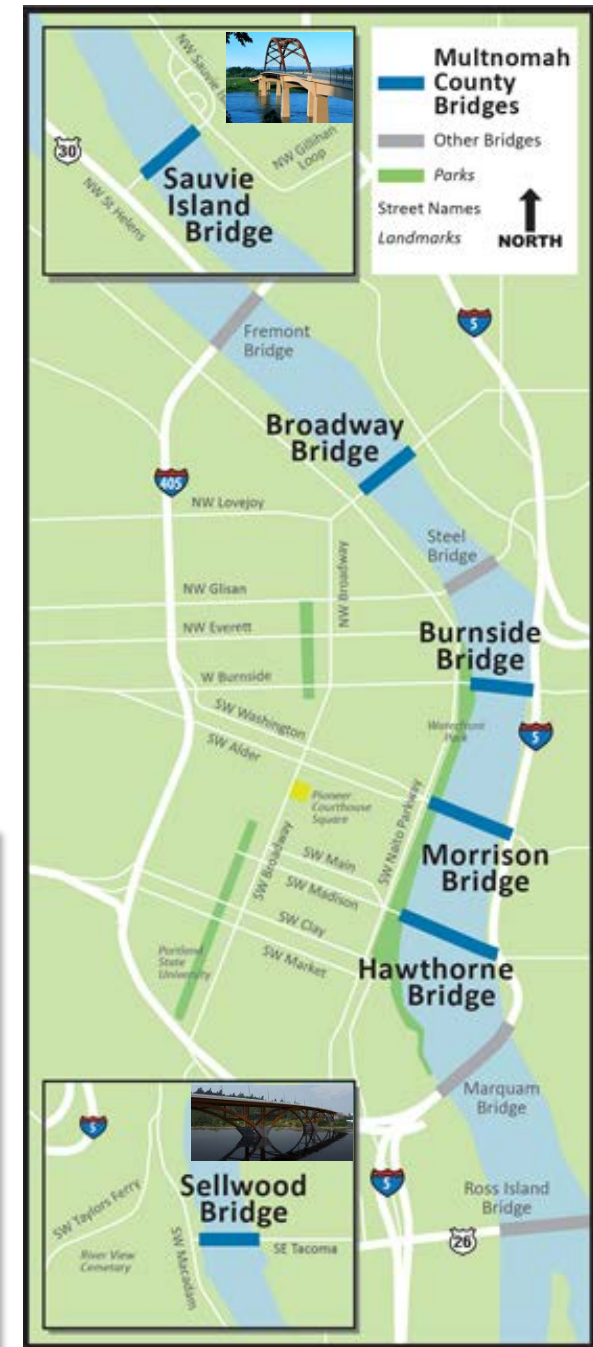 NW Sauvie Is
NW Gillihan
Loop
30
NW St Helens
Sauvie
Island
Bridge
Multnomah
County
Bridges
Other Bridges
Parks
Street Names
Landmarks
NORTH
Fremont
Bridge
5
Broadway
Bridge
405
NW Lovejoy
Steel
Bridge
NW Broadway
NW Glisan
NW Everett
Burnside
Bridge
W Burnside
SW Washington
SW Alder
Waterfront
Park
5
Pioneer
Courthouse
Square
SW Naito Parkway
SW Broadway
Morrison
Bridge
SW Main
SW Madison
SW Clay
SW Market
Portland
State
University
Hawthorne
Bridge
Marquam
Bridge
5
Sellwood
Bridge
SW Taylors Ferry
River View
Cemetery
SW Macadam
SE Tacoma
5
Ross Island
Bridge
26